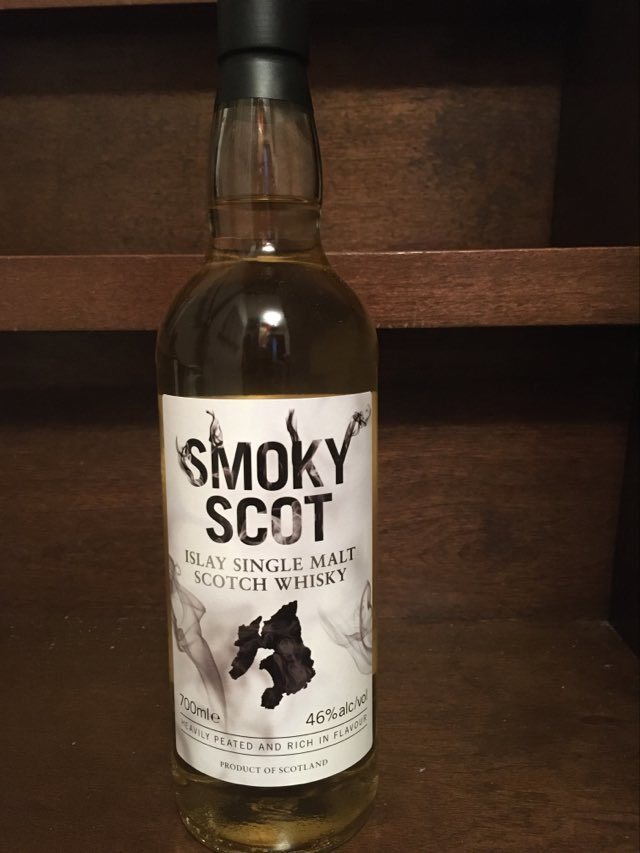 SMOKY
SCOT
ISLAY SINGLE MALT
SCOTCH WHISKY
700ml℮
46%alc/vol
HEAVILY PEATED AND RICH IN FLAVOUR
PRODUCT OF SCOTLAND